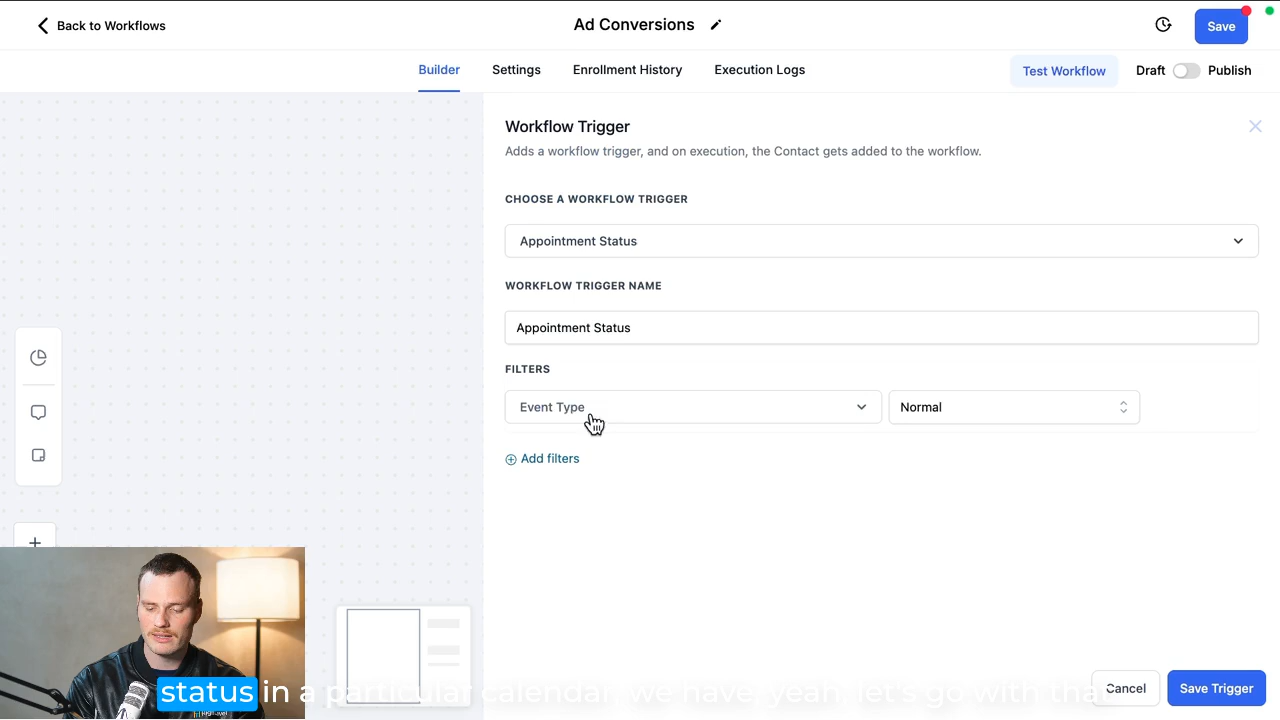 Back to Workflows
Ad Conversions
Save
Builder
Settings
Enrollment History
Execution Logs
Test Workflow
Draft
Publish
Workflow Trigger
Adds a workflow trigger, and on execution, the Contact gets added to the workflow.
CHOOSE A WORKFLOW TRIGGER
Appointment Status
WORKFLOW TRIGGER NAME
Appointment Status
FILTERS
Event Type
Normal
Add filters
status in a particular calendar, we have, yeah, let's go with that
Cancel
Save Trigger